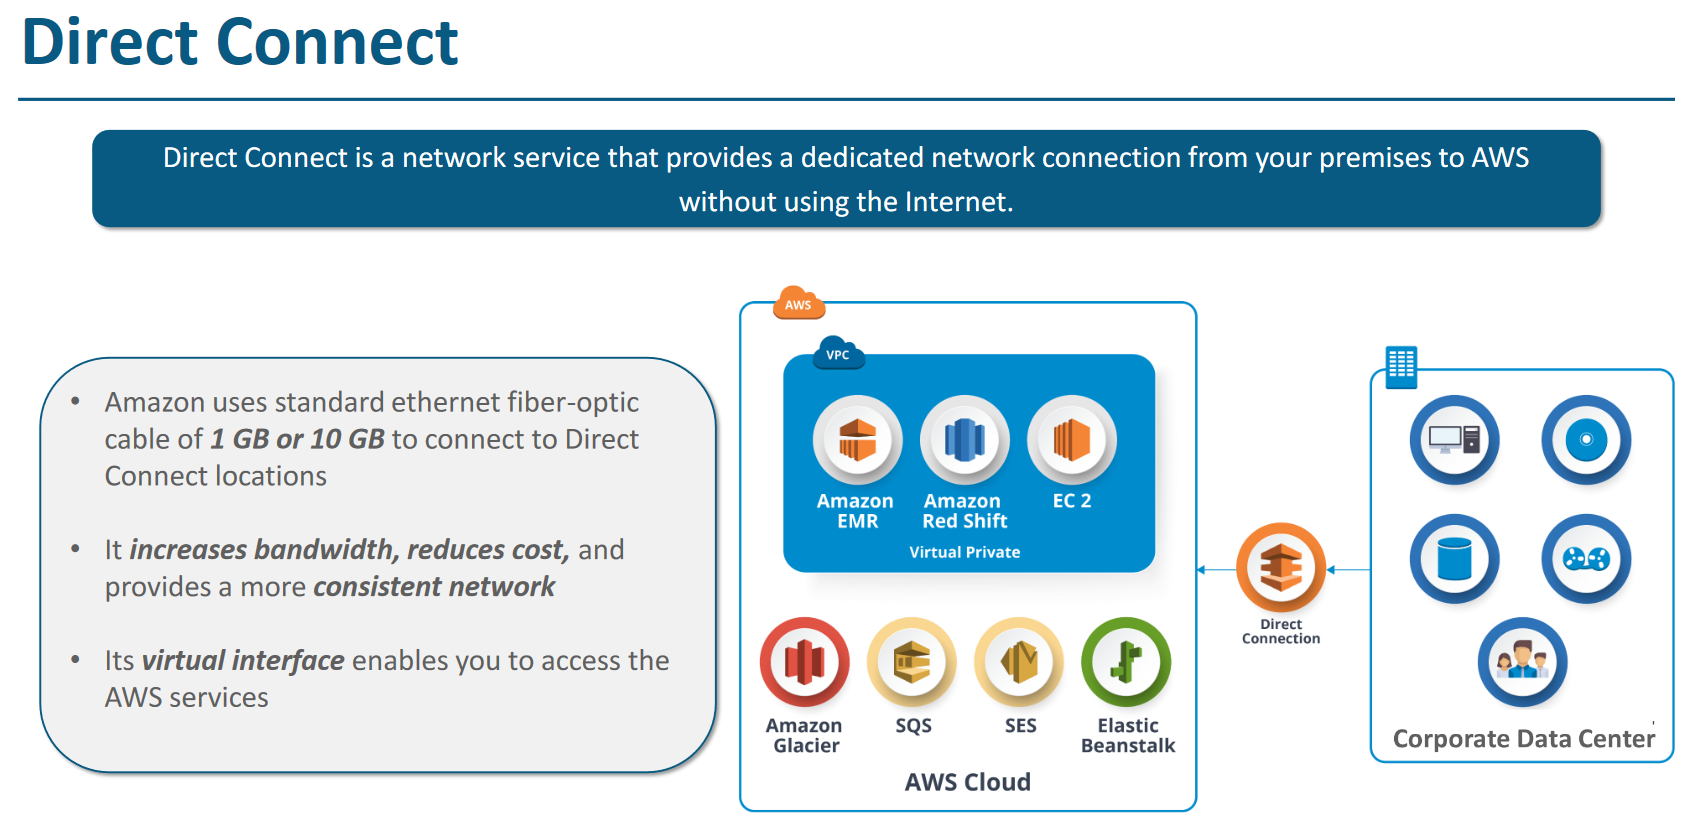 Direct Connect
Direct Connect is a network service that provides a dedicated network connection from your premises to AWS
without using the Internet.
• Amazon uses standard ethernet fiber-optic
cable of 1 GB or 10 GB to connect to Direct
Connect locations
• It increases bandwidth, reduces cost, and
provides a more consistent network
• Its virtual interface enables you to access the
AWS services
AWS
VPC
Amazon
EMR
Amazon
Red Shift
EC 2
Virtual Private
Amazon
Glacier
SQS
SES
Elastic
Beanstalk
AWS Cloud
Direct
Connection
Corporate Data Center